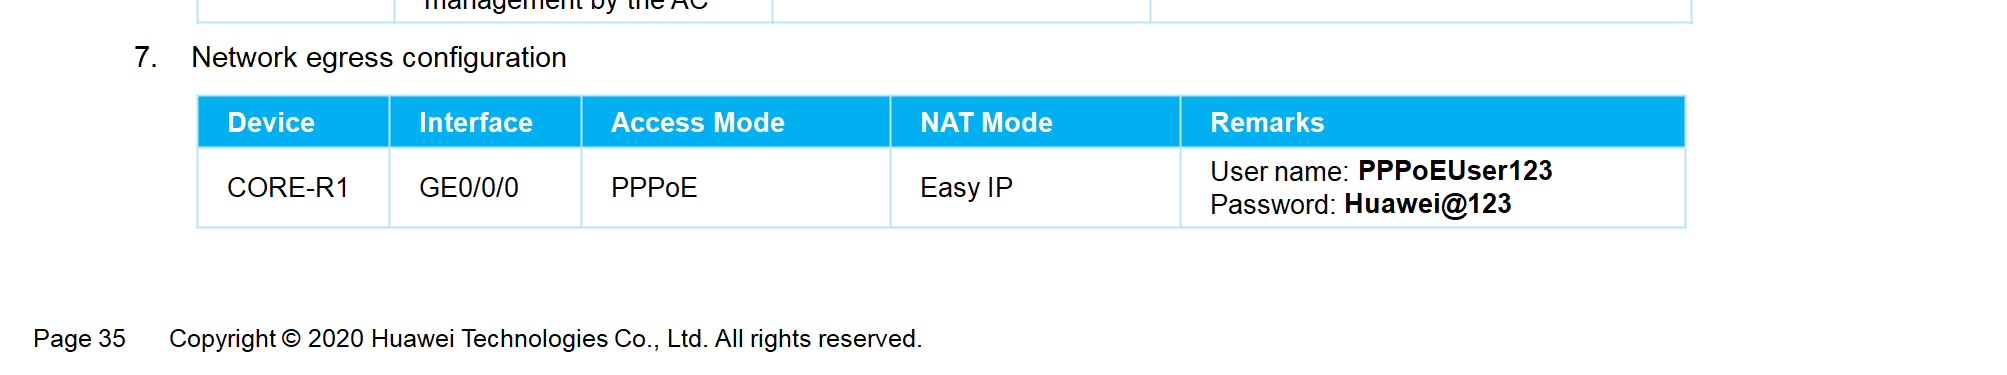 management by the AC
7. Network egress configuration
Device Interface Access Mode NAT Mode Remarks
CORE-R1 GE0/0/0 PPPoE Easy IP User name: PPPoEUser123
Password: Huawei@123
Page 35 Copyright © 2020 Huawei Technologies Co., Ltd. All rights reserved.